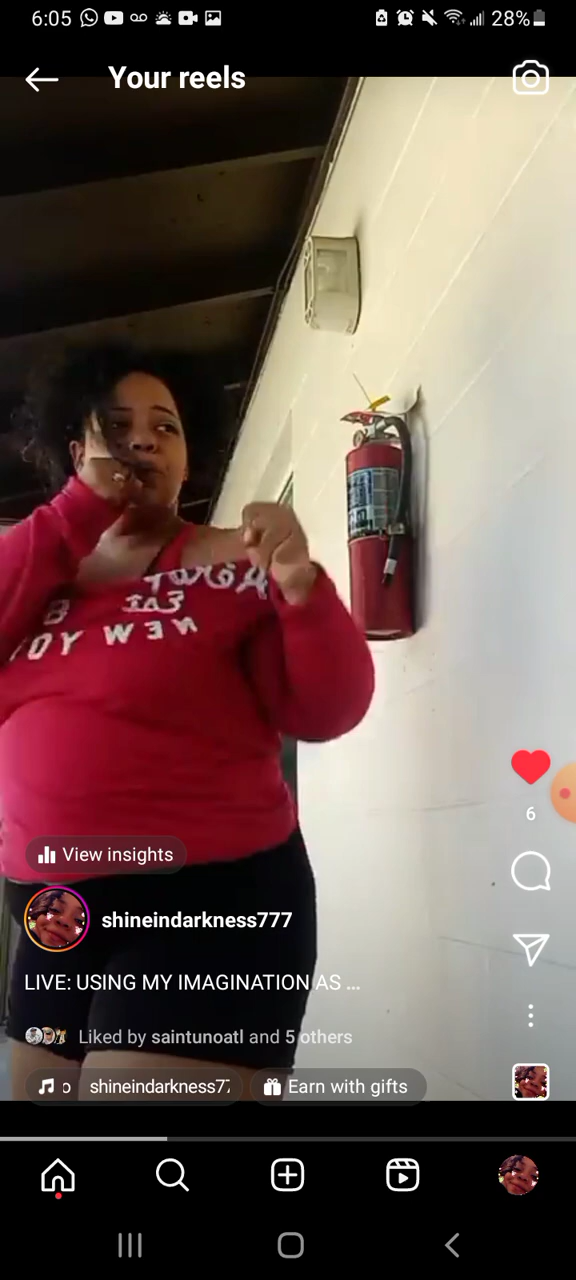 6:05
28%
Your reels
6
View insights
shineindarkness777
LIVE: USING MY IMAGINATION AS ...
Liked by saintunoatl and 5 others
shineindarkness77
Earn with gifts